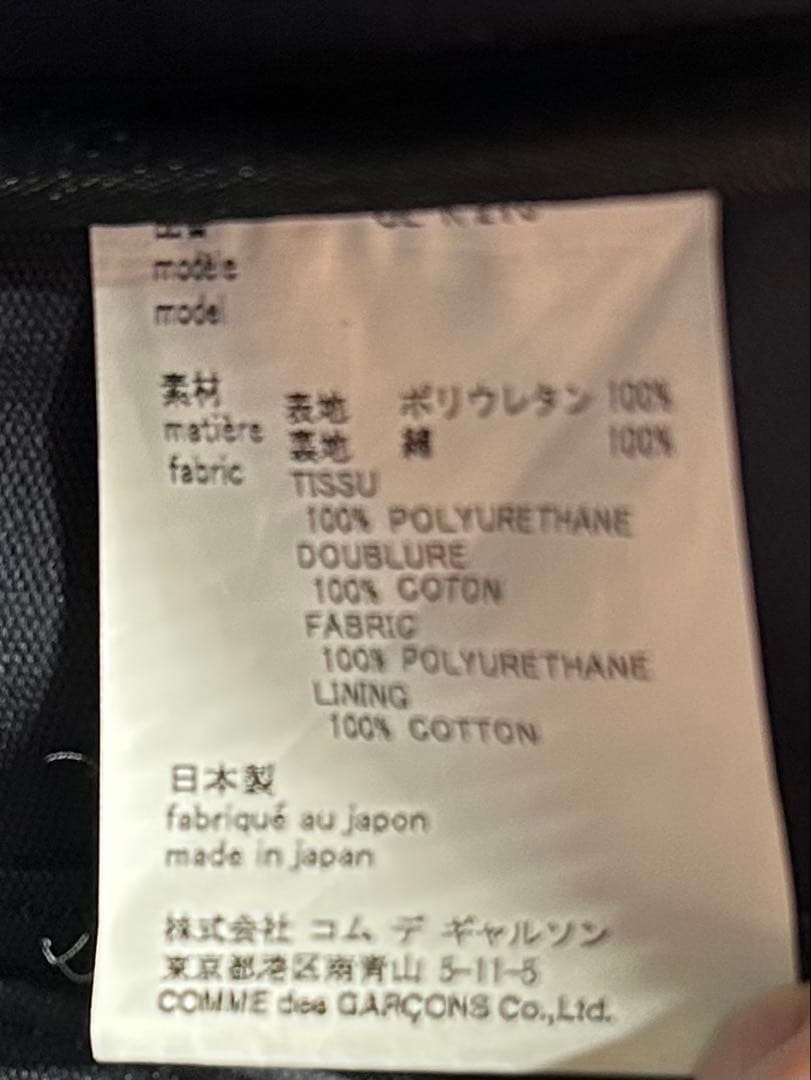 modèle
model
素材
matière
fabric
表地 ポリウレタン 100%
裏地 綿 100%
TISSU
100% POLYURETHANE
DOUBLURE
100% COTON
FABRIC
100% POLYURETHANE
LINING
100% COTTON
日本製
fabriqué au japon
made in japan
株式会社 コム デ ギャルソン
東京都港区南青山 5-11-5
COMME des GARÇONS Co.,Ltd.